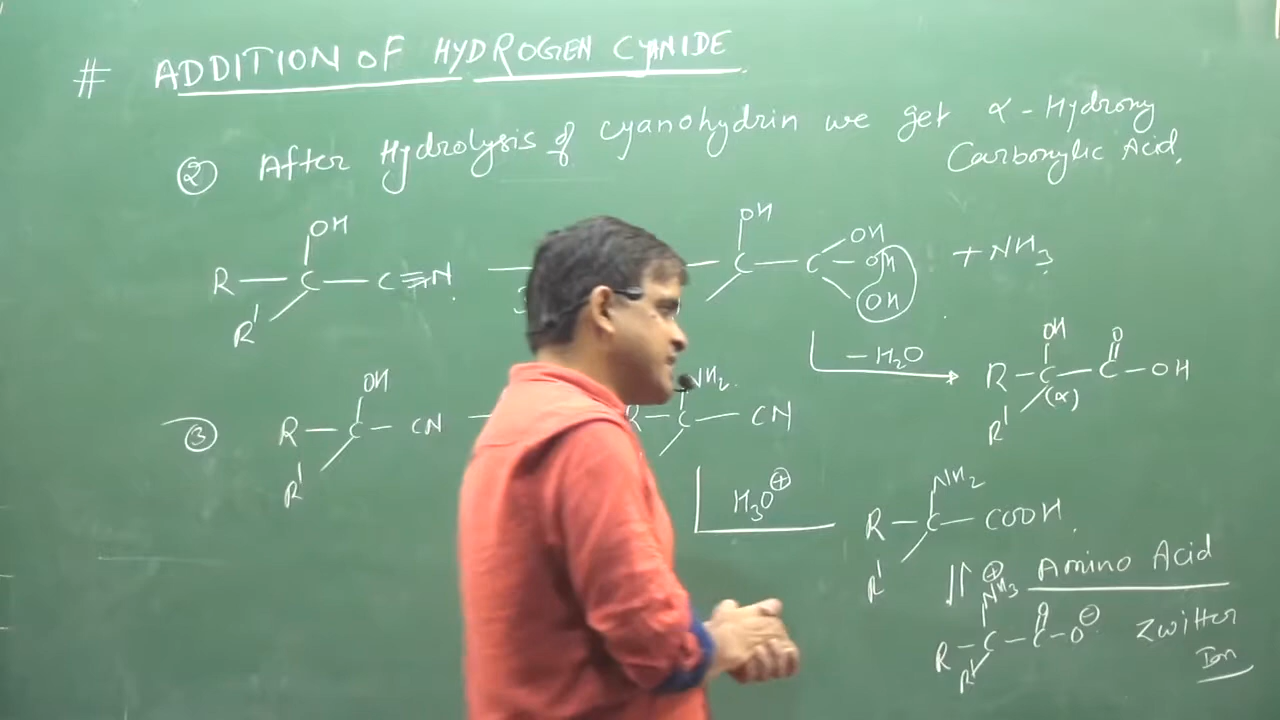 # ADDITION OF HYDROGEN CYANIDE
② After Hydrolysis of cyanohydrin we get α - Hydroxy
Carboxylic Acid.
OH
R — C — C≡N.
R'
OH
C — C
OH
OH
OH
+ NH₃
− H₂O
OH O
R — C — C — OH
R' (α)
③
OH
R — C — CN
R'
NH₂
R — C — CN
H₃O⊕
NH₂
R — C — COOH.
R'
Amino Acid
⊕
NH₃ O
R — C — C — O⊖
R'
Zwitter
Ion